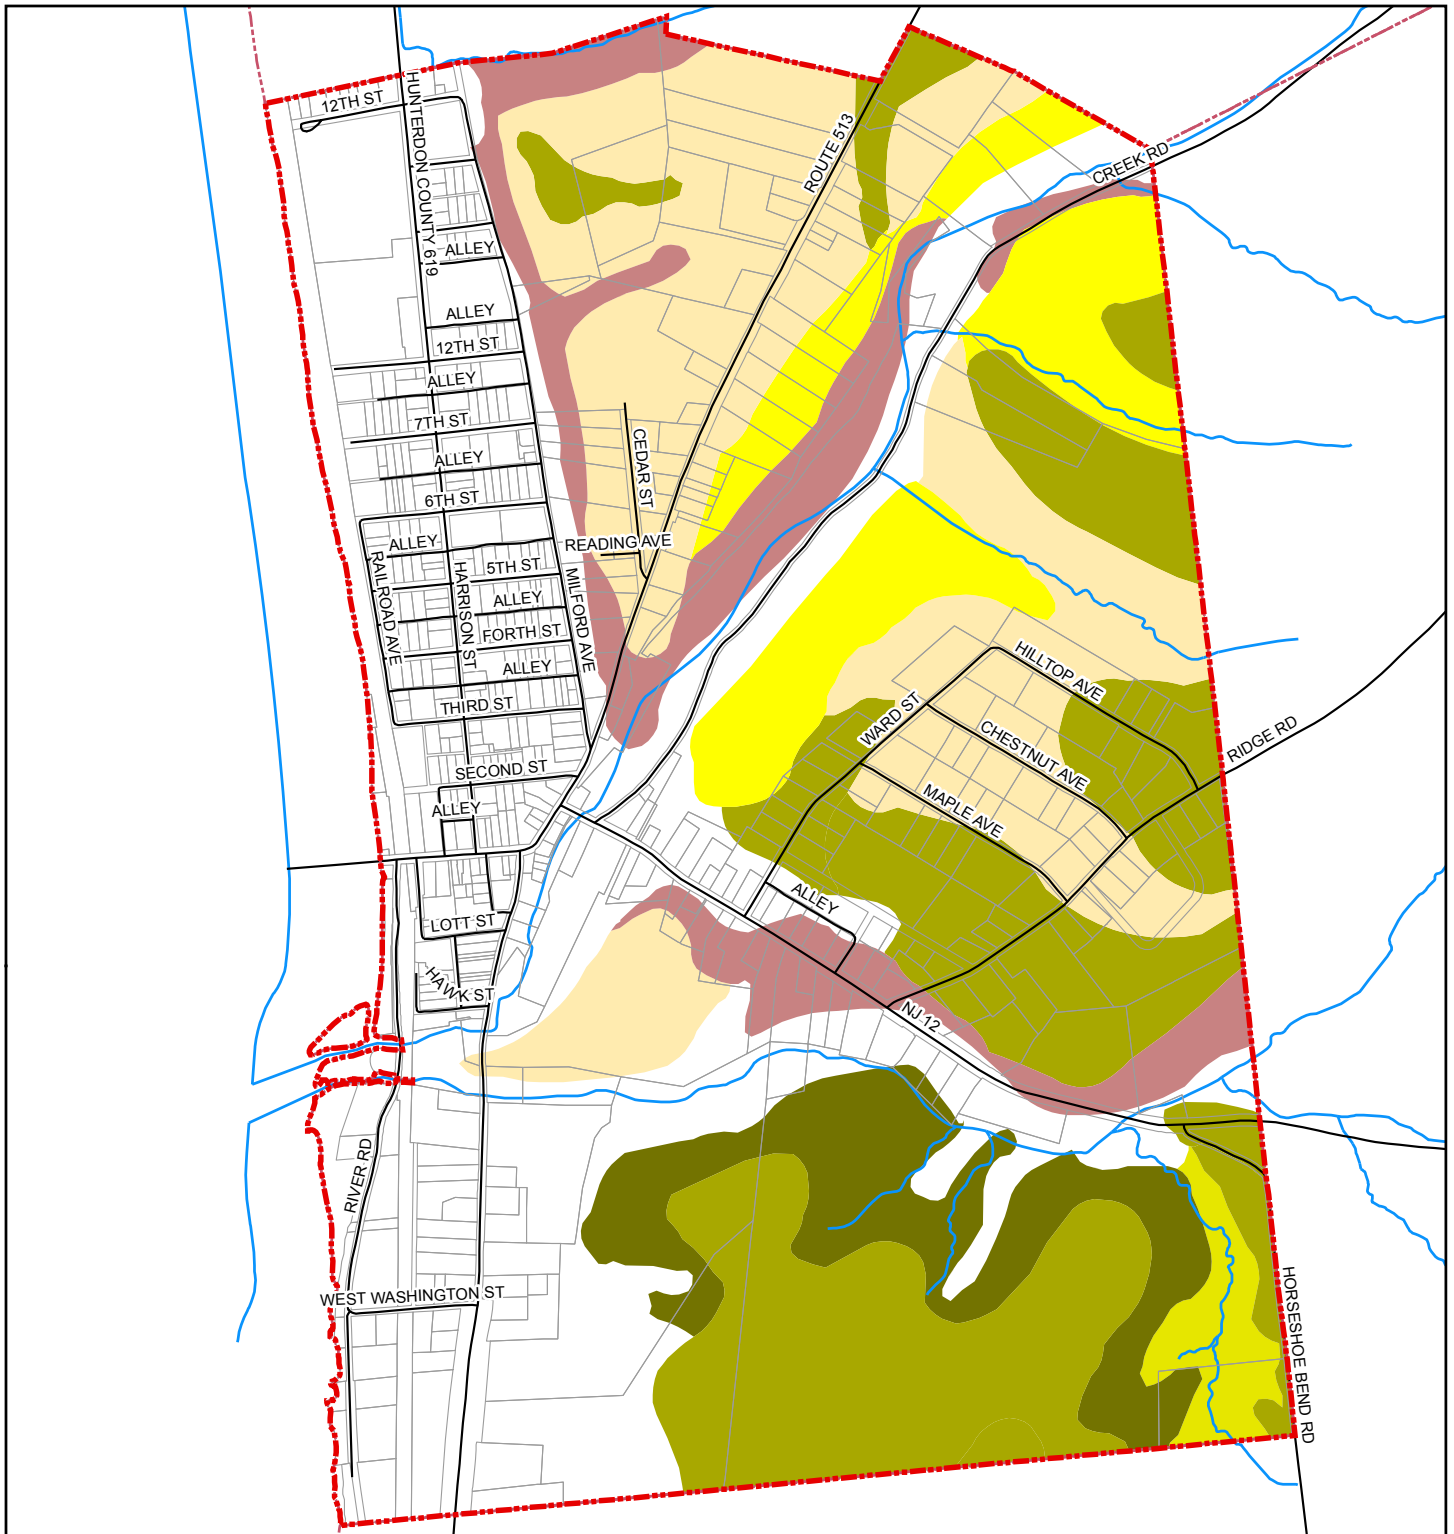 12TH ST
HUNTERDON COUNTY 619
ROUTE 513
CREEK RD
ALLEY
ALLEY
12TH ST
ALLEY
7TH ST
ALLEY
CEDAR ST
6TH ST
ALLEY
READING AVE
RAILROAD AVE
HARRISON ST
5TH ST
MILFORD AVE
ALLEY
FORTH ST
ALLEY
HILLTOP AVE
THIRD ST
WARD ST
CHESTNUT AVE
RIDGE RD
SECOND ST
MAPLE AVE
ALLEY
ALLEY
LOTT ST
HAWK ST
NJ 12
RIVER RD
WEST WASHINGTON ST
HORSESHOE BEND RD